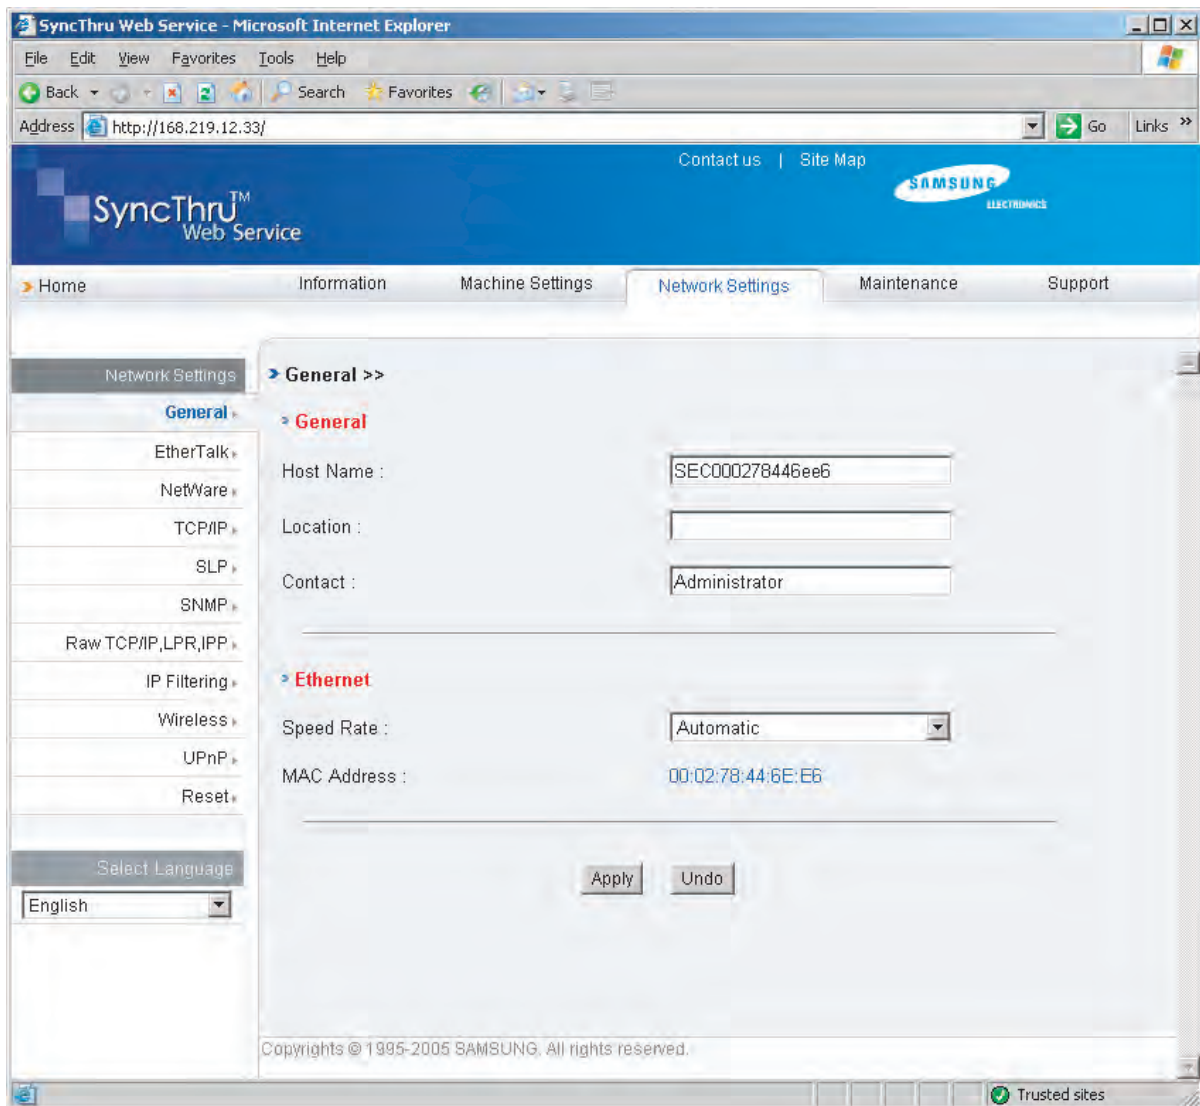 SyncThru Web Service - Microsoft Internet Explorer
File Edit View Favorites Tools Help
Back Search Favorites
Address http://168.219.12.33/ Go Links »
Contact us | Site Map
SAMSUNG
ELECTRONICS
SyncThru™
Web Service
Home Information Machine Settings Network Settings Maintenance Support
Network Settings
General
EtherTalk
NetWare
TCP/IP
SLP
SNMP
Raw TCP/IP,LPR,IPP
IP Filtering
Wireless
UPnP
Reset
Select Language
English
General >>
General
Host Name : SEC000278446ee6
Location :
Contact : Administrator
Ethernet
Speed Rate : Automatic
MAC Address : 00:02:78:44:6E:E6
Apply Undo
Copyrights © 1995-2005 SAMSUNG. All rights reserved.
Trusted sites